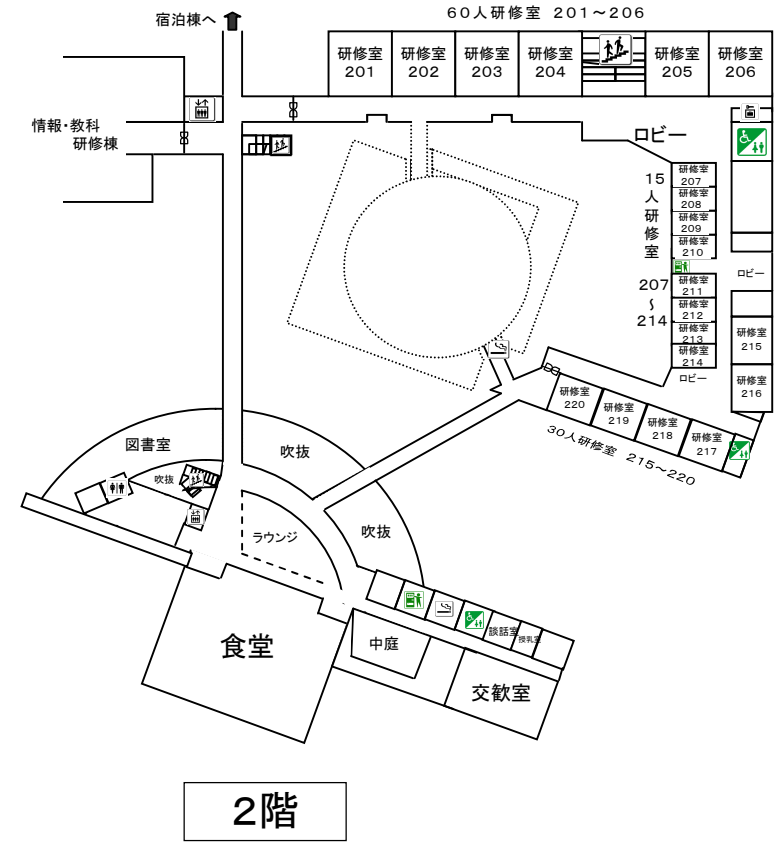 宿泊棟へ
60人研修室 201～206
研修室
201
研修室
202
研修室
203
研修室
204
研修室
205
研修室
206
情報・教科
研修棟
ロビー
15
人
研
修
室
207
～
214
研修室
207
研修室
208
研修室
209
研修室
210
研修室
211
研修室
212
研修室
213
研修室
214
ロビー
ロビー
研修室
215
研修室
216
研修室
220
研修室
219
研修室
218
研修室
217
30人研修室 215～220
図書室
吹抜
吹抜
吹抜
ラウンジ
談話室
授乳室
食堂
中庭
交歓室
2階